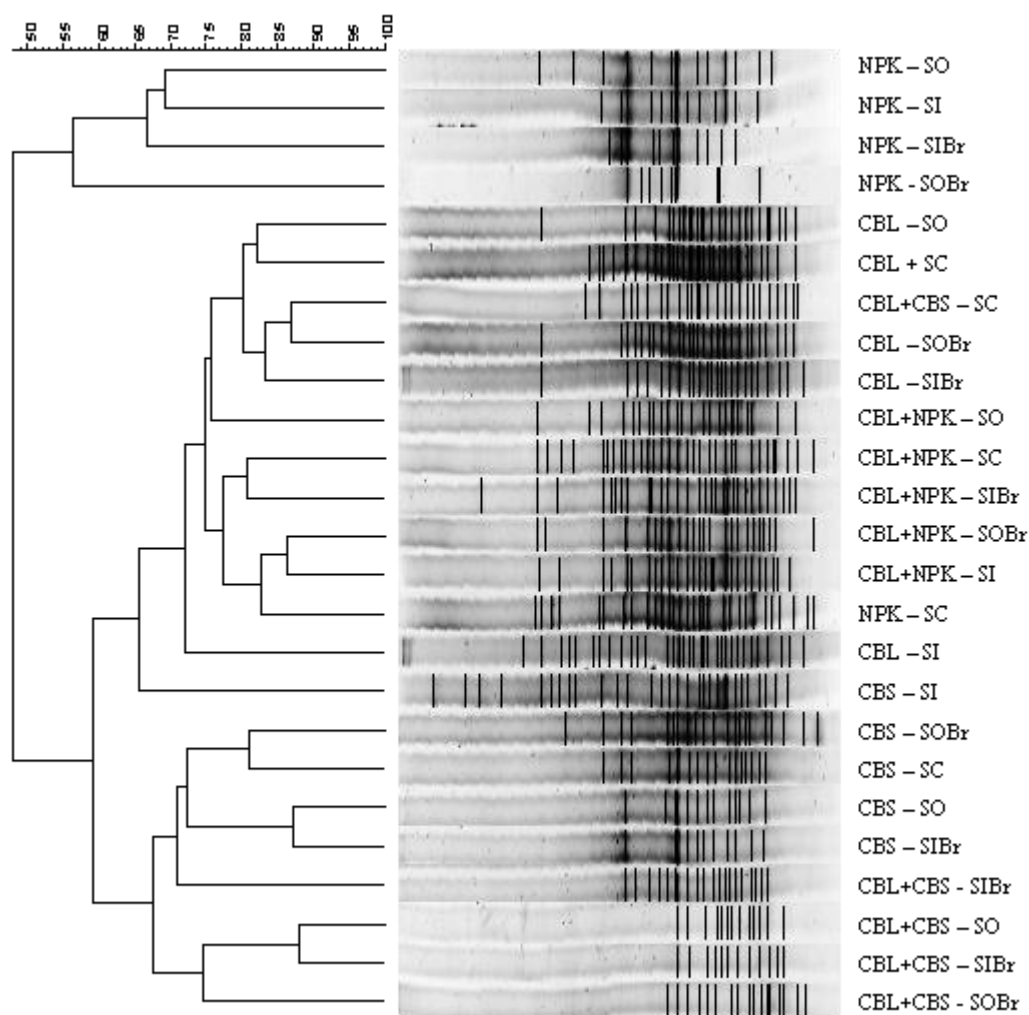 50 55 60 65 70 75 80 85 90 95 100
NPK – SO
NPK – SI
NPK – SIBr
NPK - SOBr
CBL – SO
CBL + SC
CBL+CBS – SC
CBL – SOBr
CBL – SIBr
CBL+NPK – SO
CBL+NPK – SC
CBL+NPK – SIBr
CBL+NPK – SOBr
CBL+NPK – SI
NPK – SC
CBL – SI
CBS – SI
CBS – SOBr
CBS – SC
CBS – SO
CBS – SIBr
CBL+CBS - SIBr
CBL+CBS – SO
CBL+CBS – SIBr
CBL+CBS - SOBr